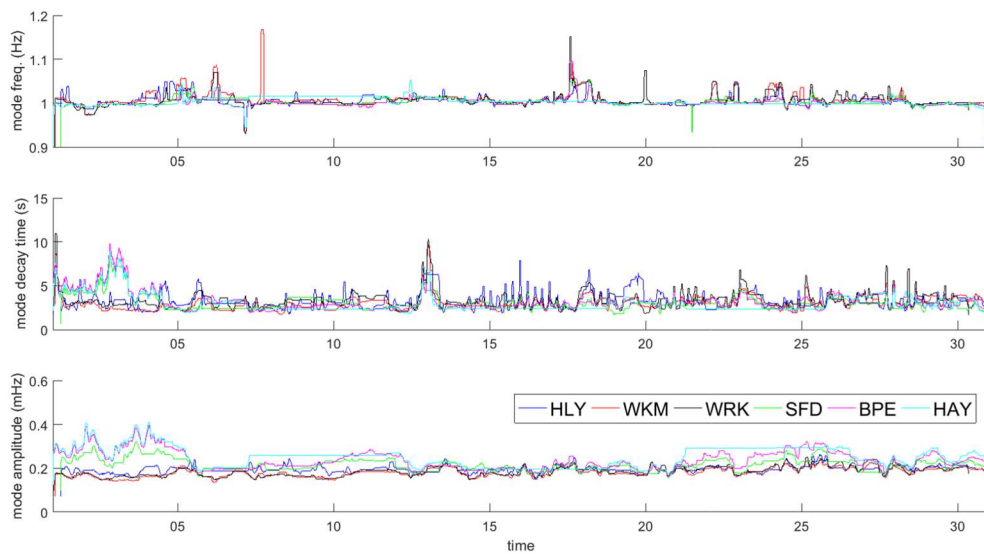 mode freq. (Hz)
1.2
1.1
1
0.9
05 10 15 20 25 30
mode decay time (s)
15
10
5
0
05 10 15 20 25 30
mode amplitude (mHz)
0.6
0.4
0.2
0
HLY WKM WRK SFD BPE HAY
05 10 15 20 25 30
time